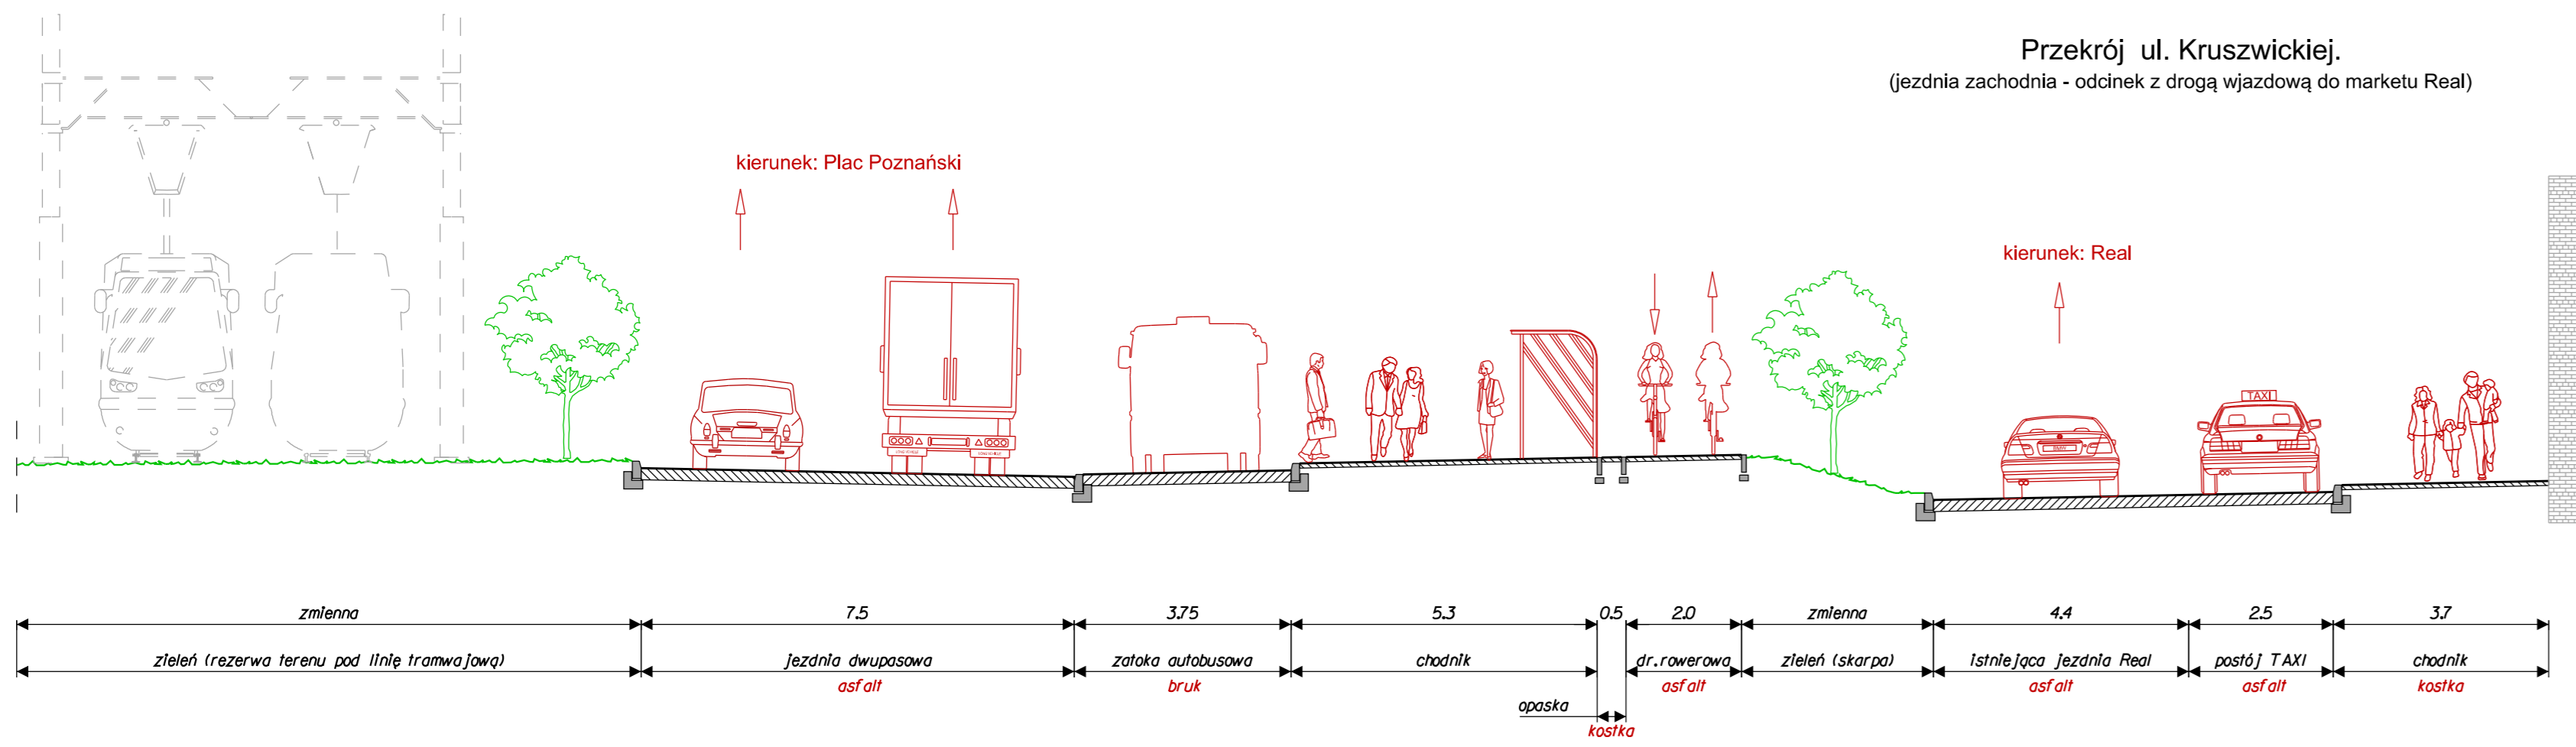 Przekrój ul. Kruszwickiej.
(jezdnia zachodnia - odcinek z drogą wjazdową do marketu Real)
kierunek: Plac Poznański
kierunek: Real
TAXI
zmienna 7.5 3.75 5.3 0.5 2.0 zmienna 4.4 2.5 3.7
zieleń (rezerwa terenu pod linię tramwajową) jezdnia dwupasowa zatoka autobusowa chodnik dr.rowerowa zieleń (skarpa) istniejąca jezdnia Real postój TAXI chodnik
asfalt bruk asfalt asfalt asfalt kostka
opaska
kostka